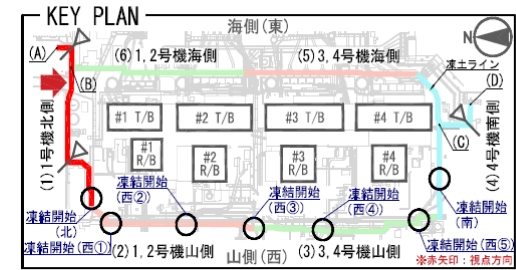 KEY PLAN
海側(東)
N
(A)
(6)1,2号機海側
(5)3,4号機海側
凍土ライン
(B)
(D)
#1 T/B
#2 T/B
#3 T/B
#4 T/B
(1)1号機北側
#1
R/B
#2
R/B
#3
R/B
#4
R/B
(C)
(4)4号機南側
凍結開始
(西②)
凍結開始
(西③)
凍結開始
(西④)
凍結開始
(北)
凍結開始
(南)
凍結開始(西①)
(2)1,2号機山側
山側(西)
(3)3,4号機山側
凍結開始(西⑤)
※赤矢印：視点方向